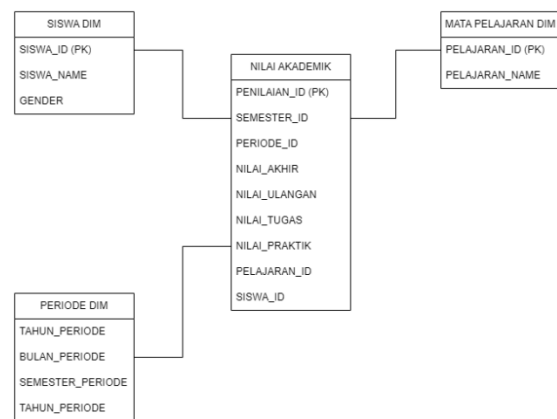 SISWA DIM
SISWA_ID (PK)
SISWA_NAME
GENDER
MATA PELAJARAN DIM
PELAJARAN_ID (PK)
PELAJARAN_NAME
NILAI AKADEMIK
PENILAIAN_ID (PK)
SEMESTER_ID
PERIODE_ID
NILAI_AKHIR
NILAI_ULANGAN
NILAI_TUGAS
NILAI_PRAKTIK
PELAJARAN_ID
SISWA_ID
PERIODE DIM
TAHUN_PERIODE
BULAN_PERIODE
SEMESTER_PERIODE
TAHUN_PERIODE